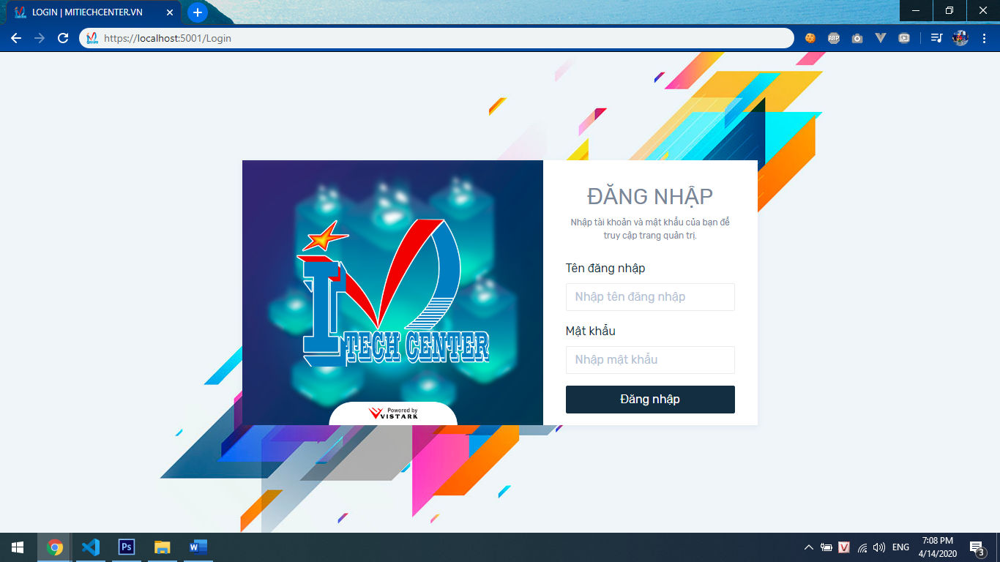 LOGIN | MITIECHCENTER.VN
https://localhost:5001/Login
ABP
ĐĂNG NHẬP
Nhập tài khoản và mật khẩu của bạn để
truy cập trang quản trị.
Tên đăng nhập
Nhập tên đăng nhập
Mật khẩu
Nhập mật khẩu
Đăng nhập
TECH CENTER
Powered by
VISTARK
Ps
W
V
ENG
7:08 PM
4/14/2020
3